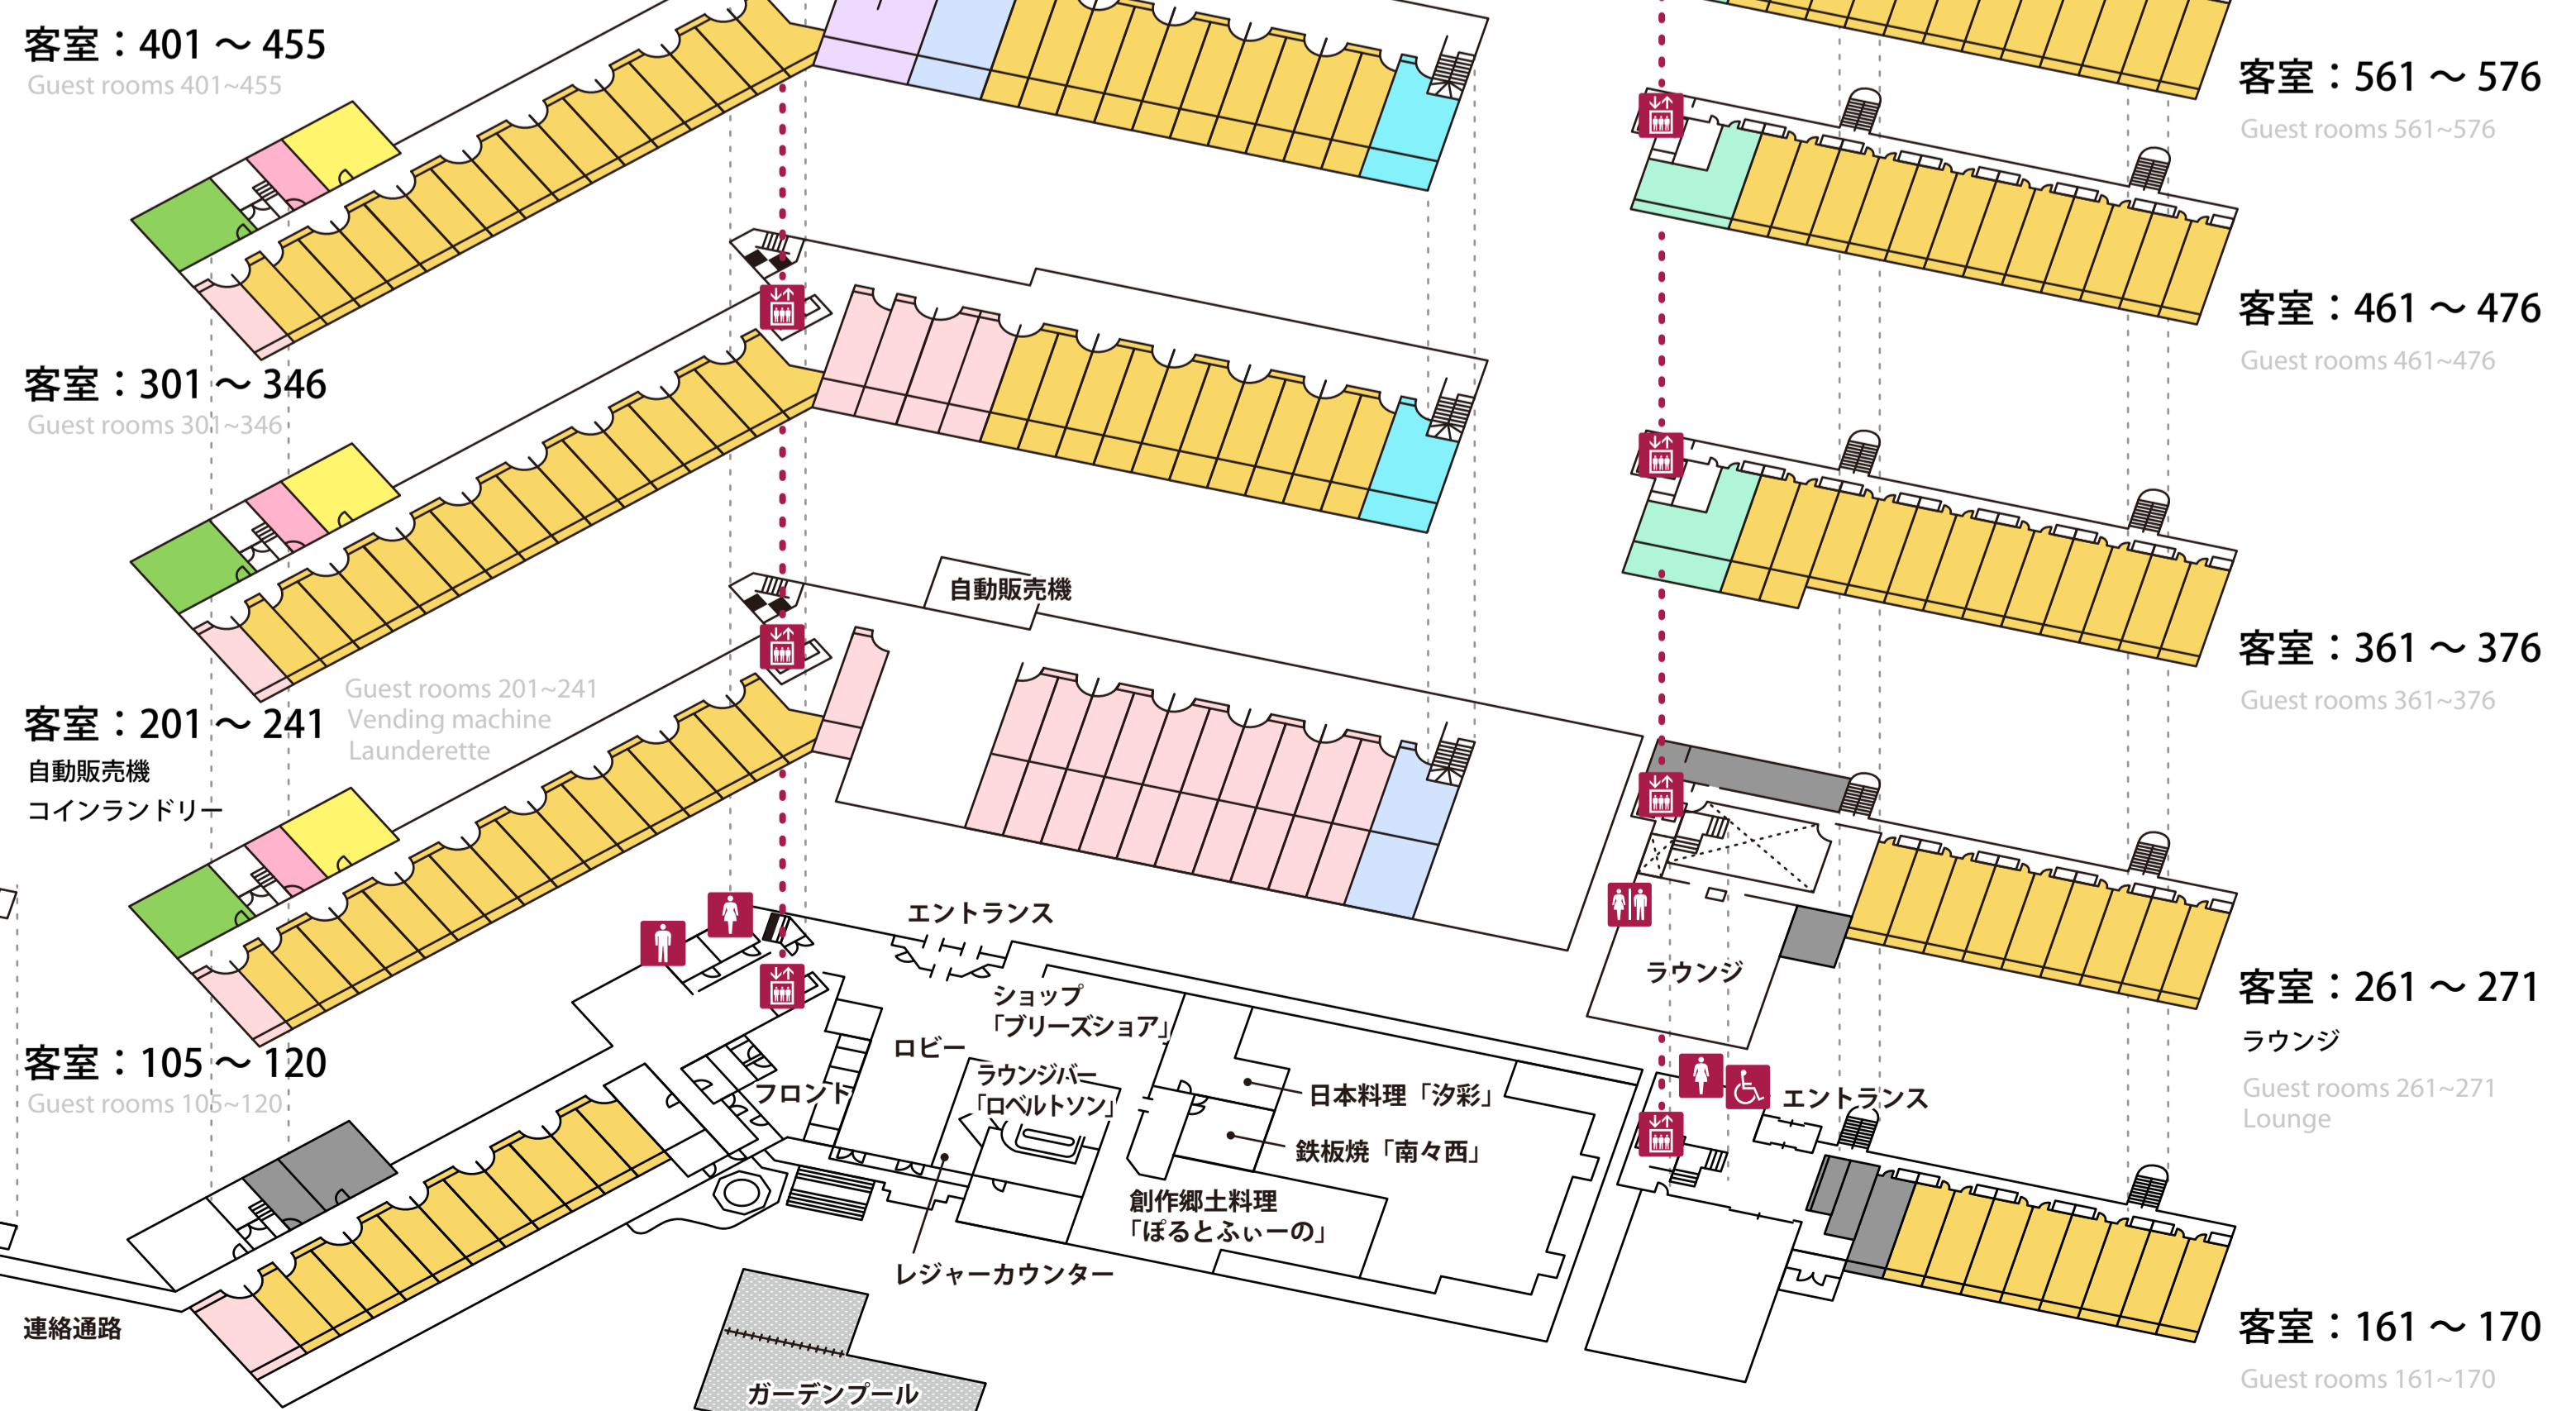 客室：401 ～ 455
Guest rooms 401~455
客室：561 ～ 576
Guest rooms 561~576
客室：461 ～ 476
Guest rooms 461~476
客室：301 ～ 346
Guest rooms 301~346
自動販売機
客室：361 ～ 376
Guest rooms 361~376
客室：201 ～ 241
自動販売機
コインランドリー
Guest rooms 201~241
Vending machine
Launderette
エントランス
ラウンジ
客室：261 ～ 271
ラウンジ
Guest rooms 261~271
Lounge
客室：105 ～ 120
Guest rooms 105~120
ショップ
「ブリーズショア」
ロビー
ラウンジバー
「ロベルトソン」
フロント
日本料理「汐彩」
鉄板焼「南々西」
創作郷土料理
「ぽるとふぃーの」
レジャーカウンター
エントランス
連絡通路
ガーデンプール
客室：161 ～ 170
Guest rooms 161~170